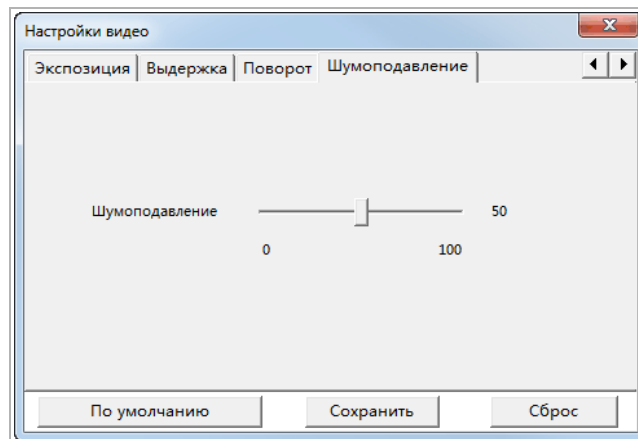 Настройки видео
Экспозиция Выдержка Поворот Шумоподавление
Шумоподавление 50
0 100
По умолчанию Сохранить Сброс